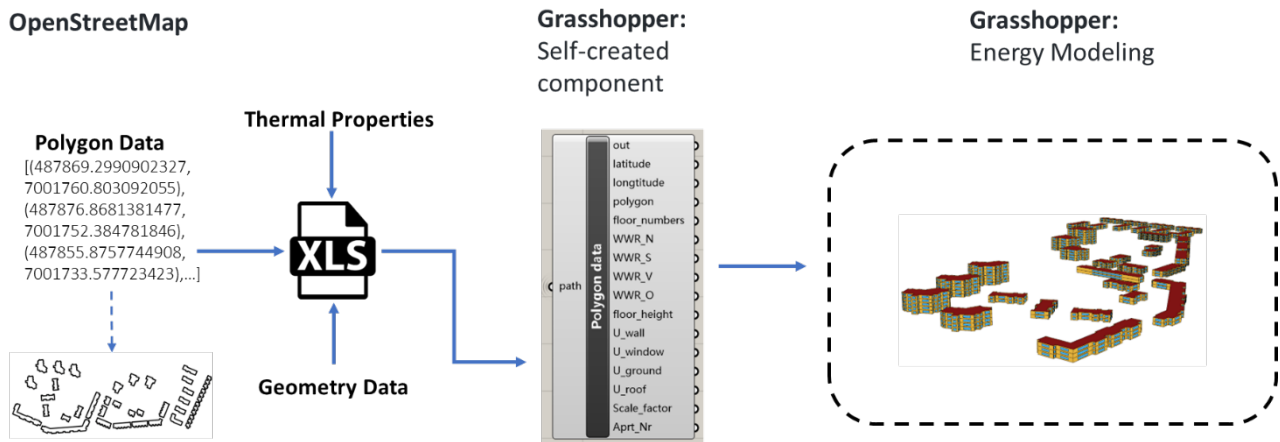 OpenStreetMap
Grasshopper:
Self-created
component
Grasshopper:
Energy Modeling
Thermal Properties
Polygon Data
[(487869.2990902327,
7001760.803092055),
(487876.8681381477,
7001752.384781846),
(487855.8757744908,
7001733.577723423),...]
XLS
Geometry Data
path
Polygon data
out
latitude
longtitude
polygon
floor_numbers
WWR_N
WWR_S
WWR_V
WWR_O
floor_height
U_wall
U_window
U_ground
U_roof
Scale_factor
Aprt_Nr